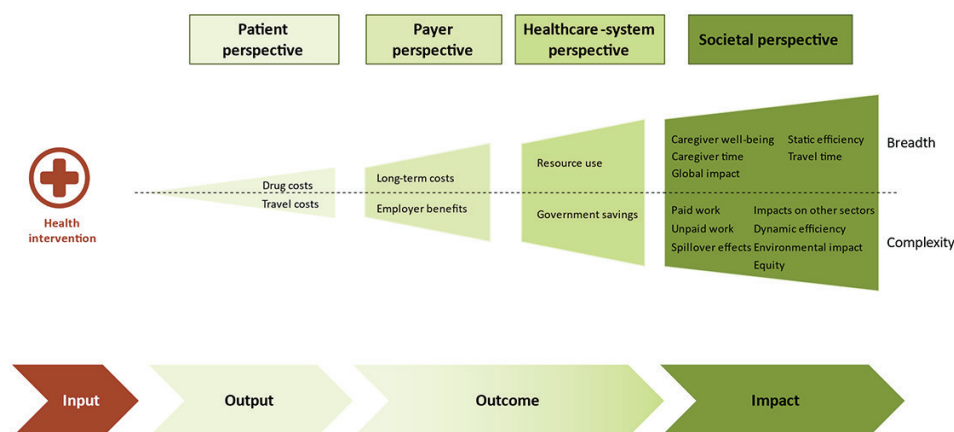 Patient
perspective
Payer
perspective
Healthcare-system
perspective
Societal perspective
Health
intervention
Drug costs
Travel costs
Long-term costs
Employer benefits
Resource use
Government savings
Caregiver well-being
Caregiver time
Global impact
Static efficiency
Travel time
Paid work
Unpaid work
Spillover effects
Impacts on other sectors
Dynamic efficiency
Environmental impact
Equity
Breadth
Complexity
Input
Output
Outcome
Impact